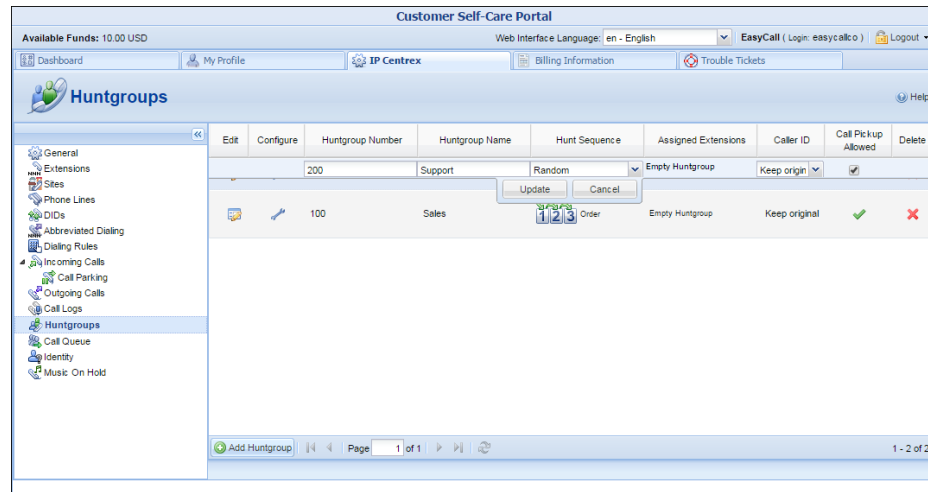 Customer Self-Care Portal
Available Funds: 10.00 USD
Web Interface Language: en - English
EasyCall ( Login: easycallco )
Logout
Dashboard
My Profile
IP Centrex
Billing Information
Trouble Tickets
Huntgroups
Help
General
Extensions
Sites
Phone Lines
DIDs
Abbreviated Dialing
Dialing Rules
Incoming Calls
Call Parking
Outgoing Calls
Call Logs
Huntgroups
Call Queue
Identity
Music On Hold
Edit Configure Huntgroup Number Huntgroup Name Hunt Sequence Assigned Extensions Caller ID Call Pickup Allowed Delete
200 Support Random Empty Huntgroup Keep origin
Update Cancel
100 Sales 1 2 3 Order Empty Huntgroup Keep original
Add Huntgroup Page 1 of 1 1 - 2 of 2